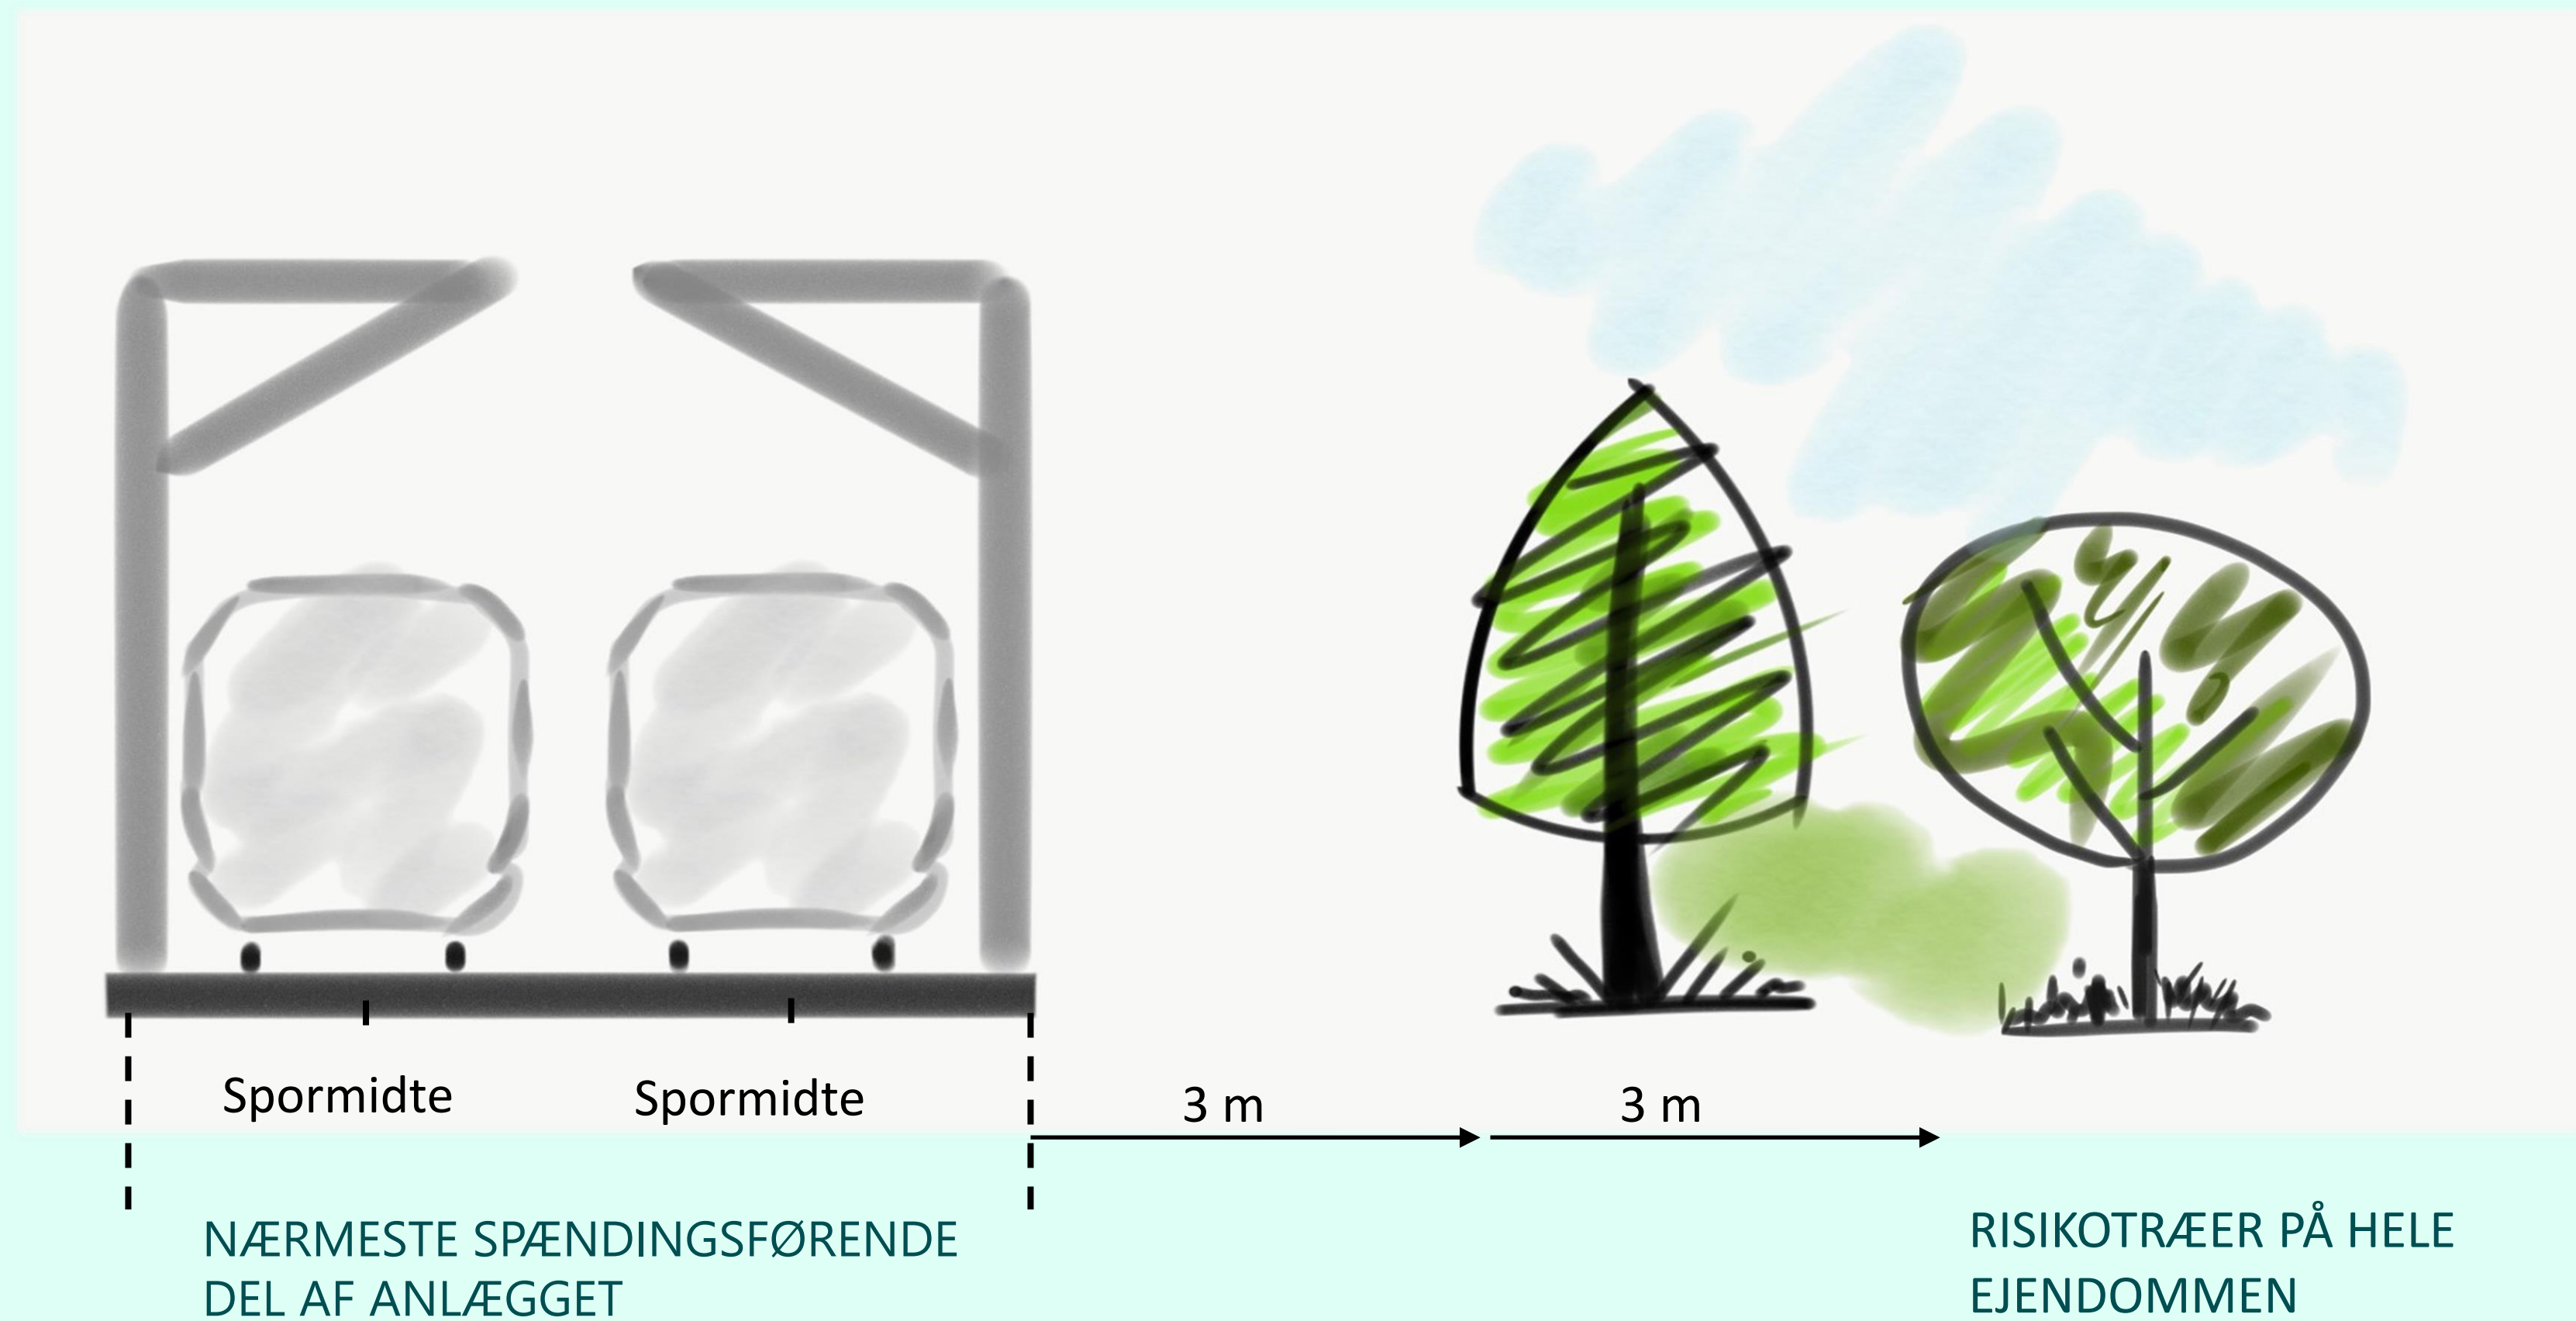 Spormidte
Spormidte
3 m
3 m
NÆRMESTE SPÆNDINGSFØRENDE
DEL AF ANLÆGGET
RISIKOTRÆER PÅ HELE
EJENDOMMEN